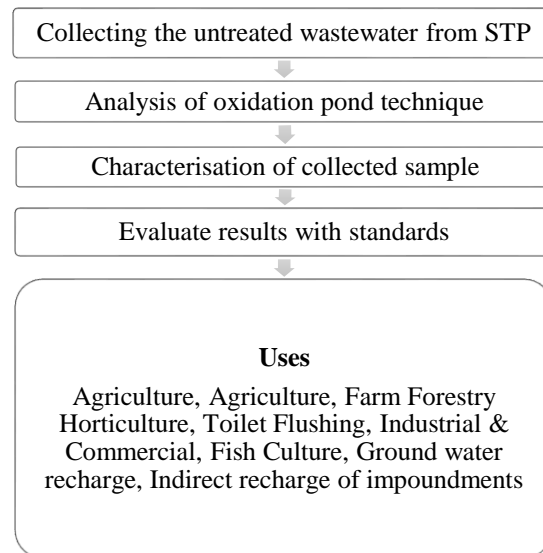 Collecting the untreated wastewater from STP
Analysis of oxidation pond technique
Characterisation of collected sample
Evaluate results with standards
Uses
Agriculture, Agriculture, Farm Forestry
Horticulture, Toilet Flushing, Industrial &
Commercial, Fish Culture, Ground water
recharge, Indirect recharge of impoundments